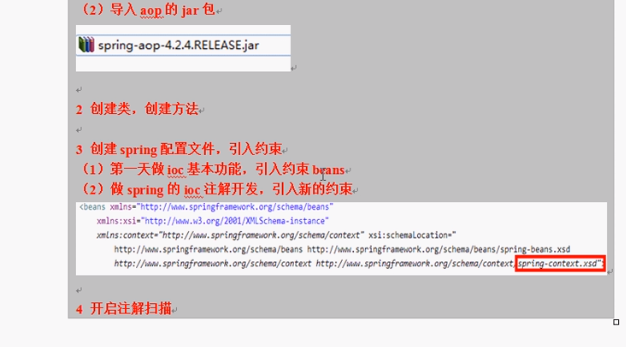 （2）导入 aop 的 jar 包
spring-aop-4.2.4.RELEASE.jar
2 创建类，创建方法
3 创建 spring 配置文件，引入约束
（1）第一天做 ioc 基本功能，引入约束 beans
（2）做 spring 的 ioc 注解开发，引入新的约束
<beans xmlns="http://www.springframework.org/schema/beans"
xmlns:xsi="http://www.w3.org/2001/XMLSchema-instance"
xmlns:context="http://www.springframework.org/schema/context" xsi:schemaLocation="
http://www.springframework.org/schema/beans http://www.springframework.org/schema/beans/spring-beans.xsd
http://www.springframework.org/schema/context http://www.springframework.org/schema/context/spring-context.xsd">
4 开启注解扫描